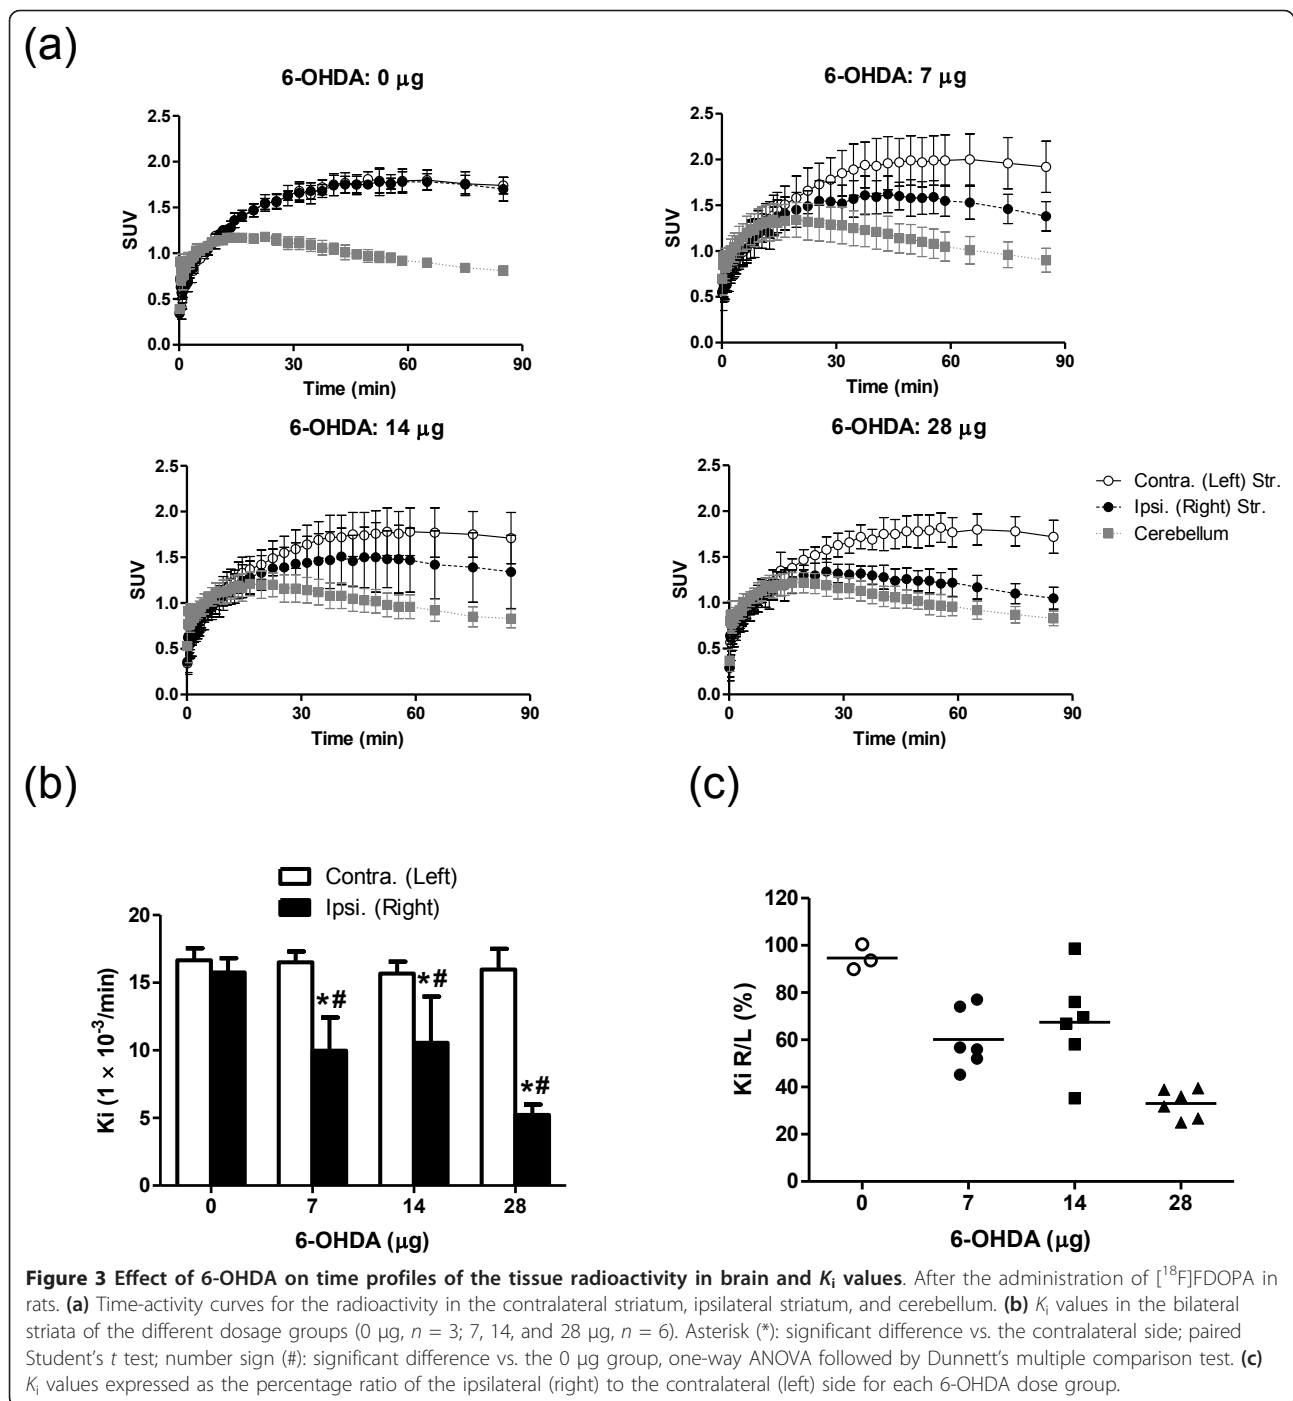 (a)
6-OHDA: 0 μg
2.5
2.0
1.5
1.0
0.5
0.0
SUV
0 30 60 90
Time (min)
6-OHDA: 7 μg
2.5
2.0
1.5
1.0
0.5
0.0
SUV
0 30 60 90
Time (min)
6-OHDA: 14 μg
2.5
2.0
1.5
1.0
0.5
0.0
SUV
0 30 60 90
Time (min)
6-OHDA: 28 μg
2.5
2.0
1.5
1.0
0.5
0.0
SUV
0 30 60 90
Time (min)
Contra. (Left) Str.
Ipsi. (Right) Str.
Cerebellum
(b)
Contra. (Left)
Ipsi. (Right)
20
15
10
5
0
Ki (1 × 10⁻³/min)
*#
*#
*#
0 7 14 28
6-OHDA (μg)
(c)
120
100
80
60
40
20
0
Ki R/L (%)
0 7 14 28
6-OHDA (μg)
Figure 3 Effect of 6-OHDA on time profiles of the tissue radioactivity in brain and Kᵢ values. After the administration of [¹⁸F]FDOPA in
rats. (a) Time-activity curves for the radioactivity in the contralateral striatum, ipsilateral striatum, and cerebellum. (b) Kᵢ values in the bilateral
striata of the different dosage groups (0 μg, n = 3; 7, 14, and 28 μg, n = 6). Asterisk (*): significant difference vs. the contralateral side; paired
Student's t test; number sign (#): significant difference vs. the 0 μg group, one-way ANOVA followed by Dunnett's multiple comparison test. (c)
Kᵢ values expressed as the percentage ratio of the ipsilateral (right) to the contralateral (left) side for each 6-OHDA dose group.